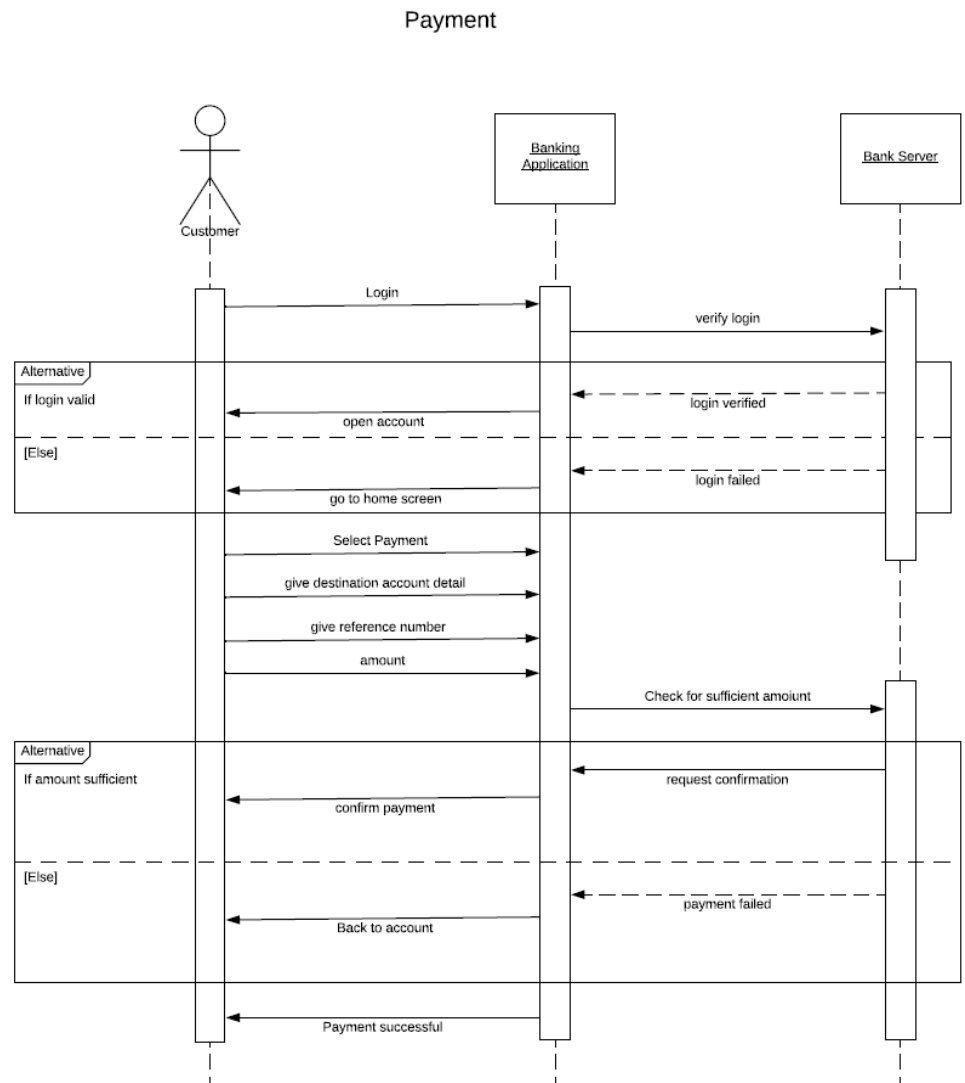 Payment
Banking
Application
Bank Server
Customer
Login
verify login
Alternative
If login valid
login verified
open account
[Else]
login failed
go to home screen
Select Payment
give destination account detail
give reference number
amount
Check for sufficient amoiunt
Alternative
If amount sufficient
request confirmation
confirm payment
[Else]
payment failed
Back to account
Payment successful